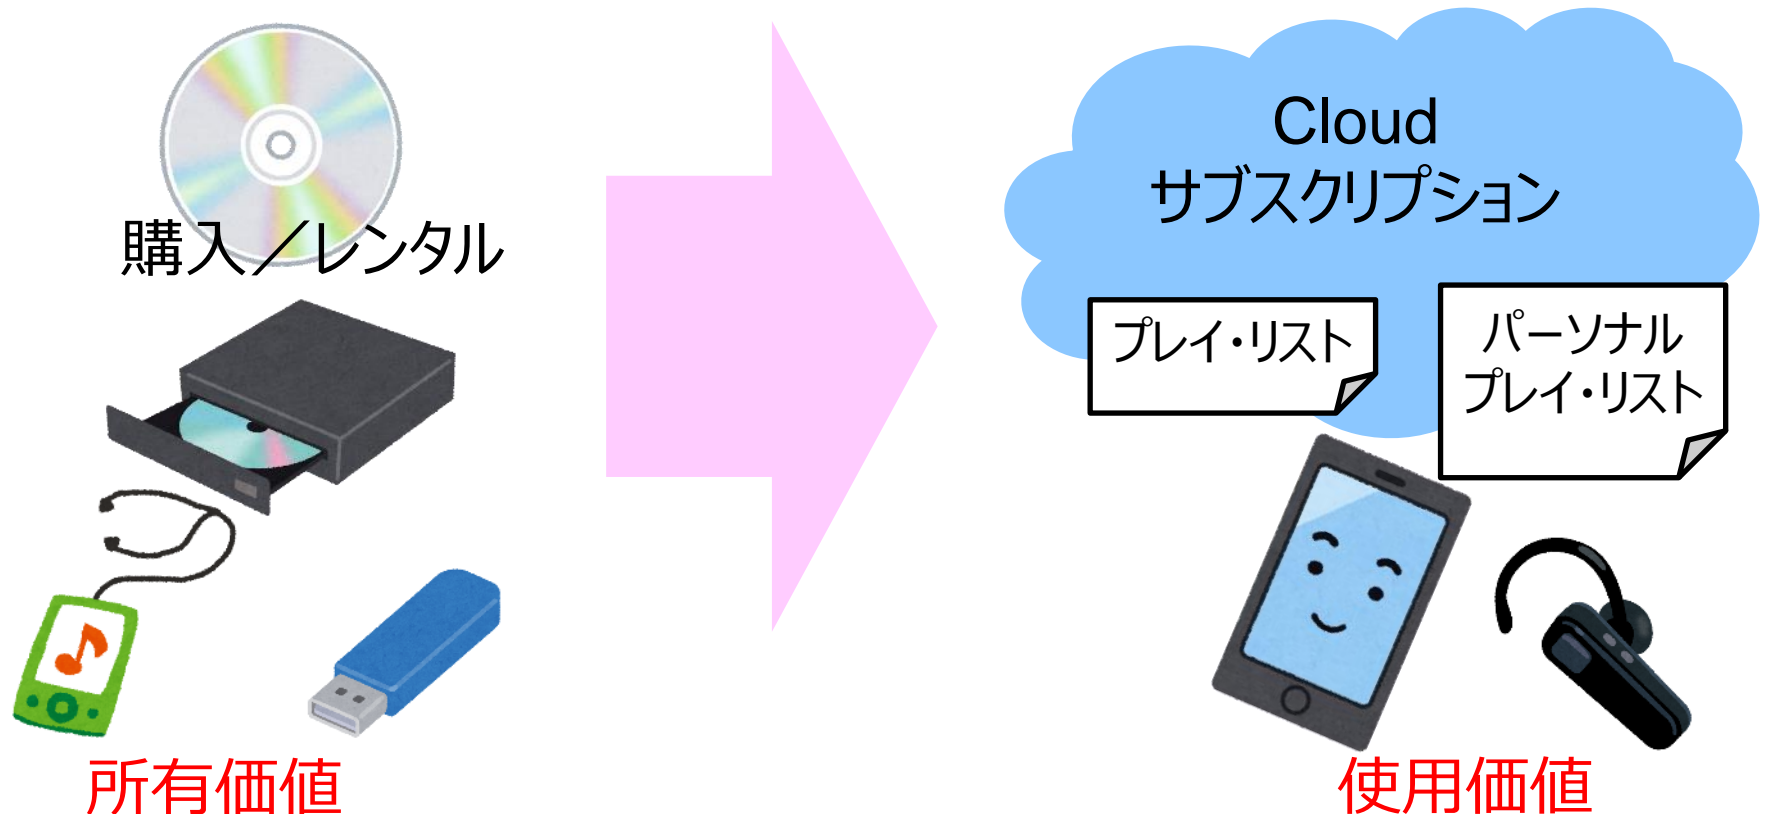 購入／レンタル
所有価値
Cloud
サブスクリプション
プレイ・リスト
パーソナル
プレイ・リスト
使用価値